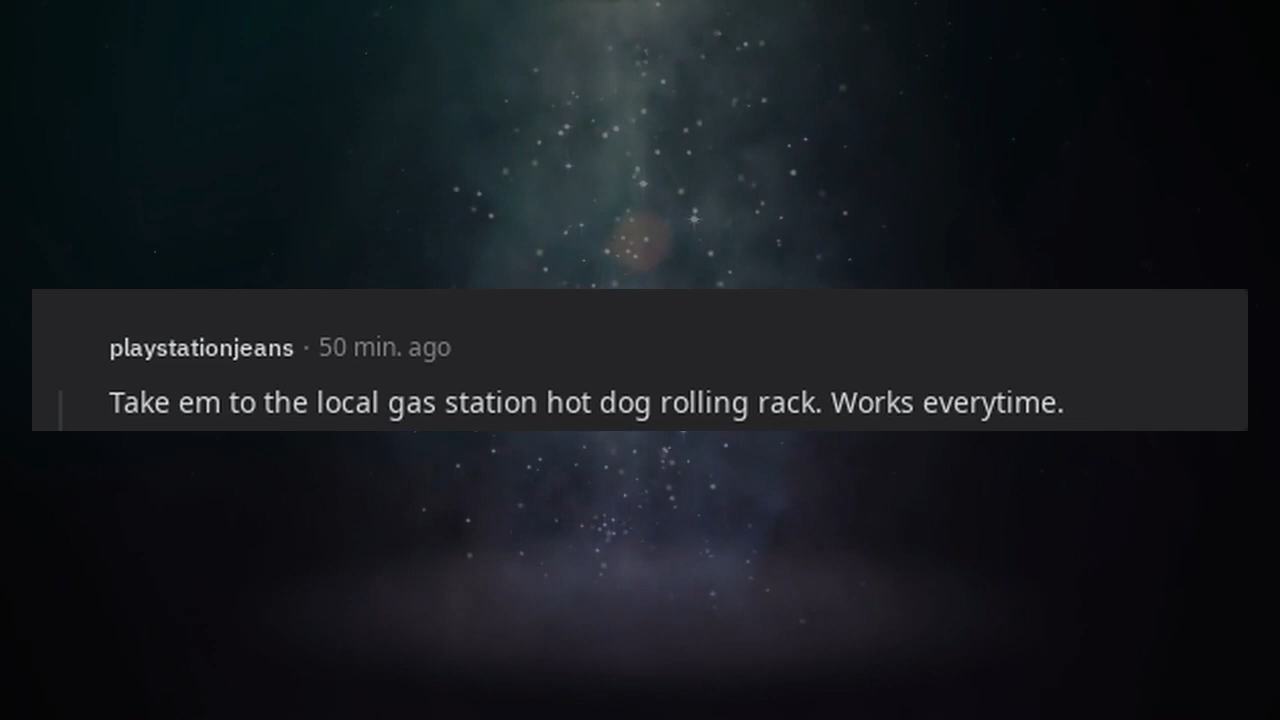 playstationjeans · 50 min. ago
Take em to the local gas station hot dog rolling rack. Works everytime.